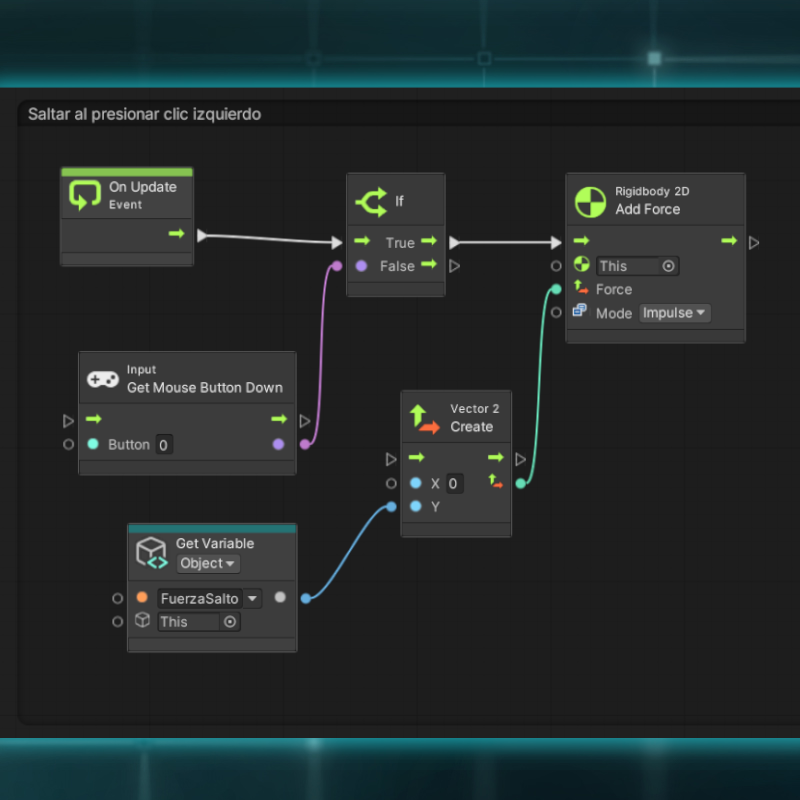 Saltar al presionar clic izquierdo
On Update
Event
If
True
False
Rigidbody 2D
Add Force
This
Force
Mode Impulse
Input
Get Mouse Button Down
Button 0
Vector 2
Create
X 0
Y
Get Variable
Object
FuerzaSalto
This